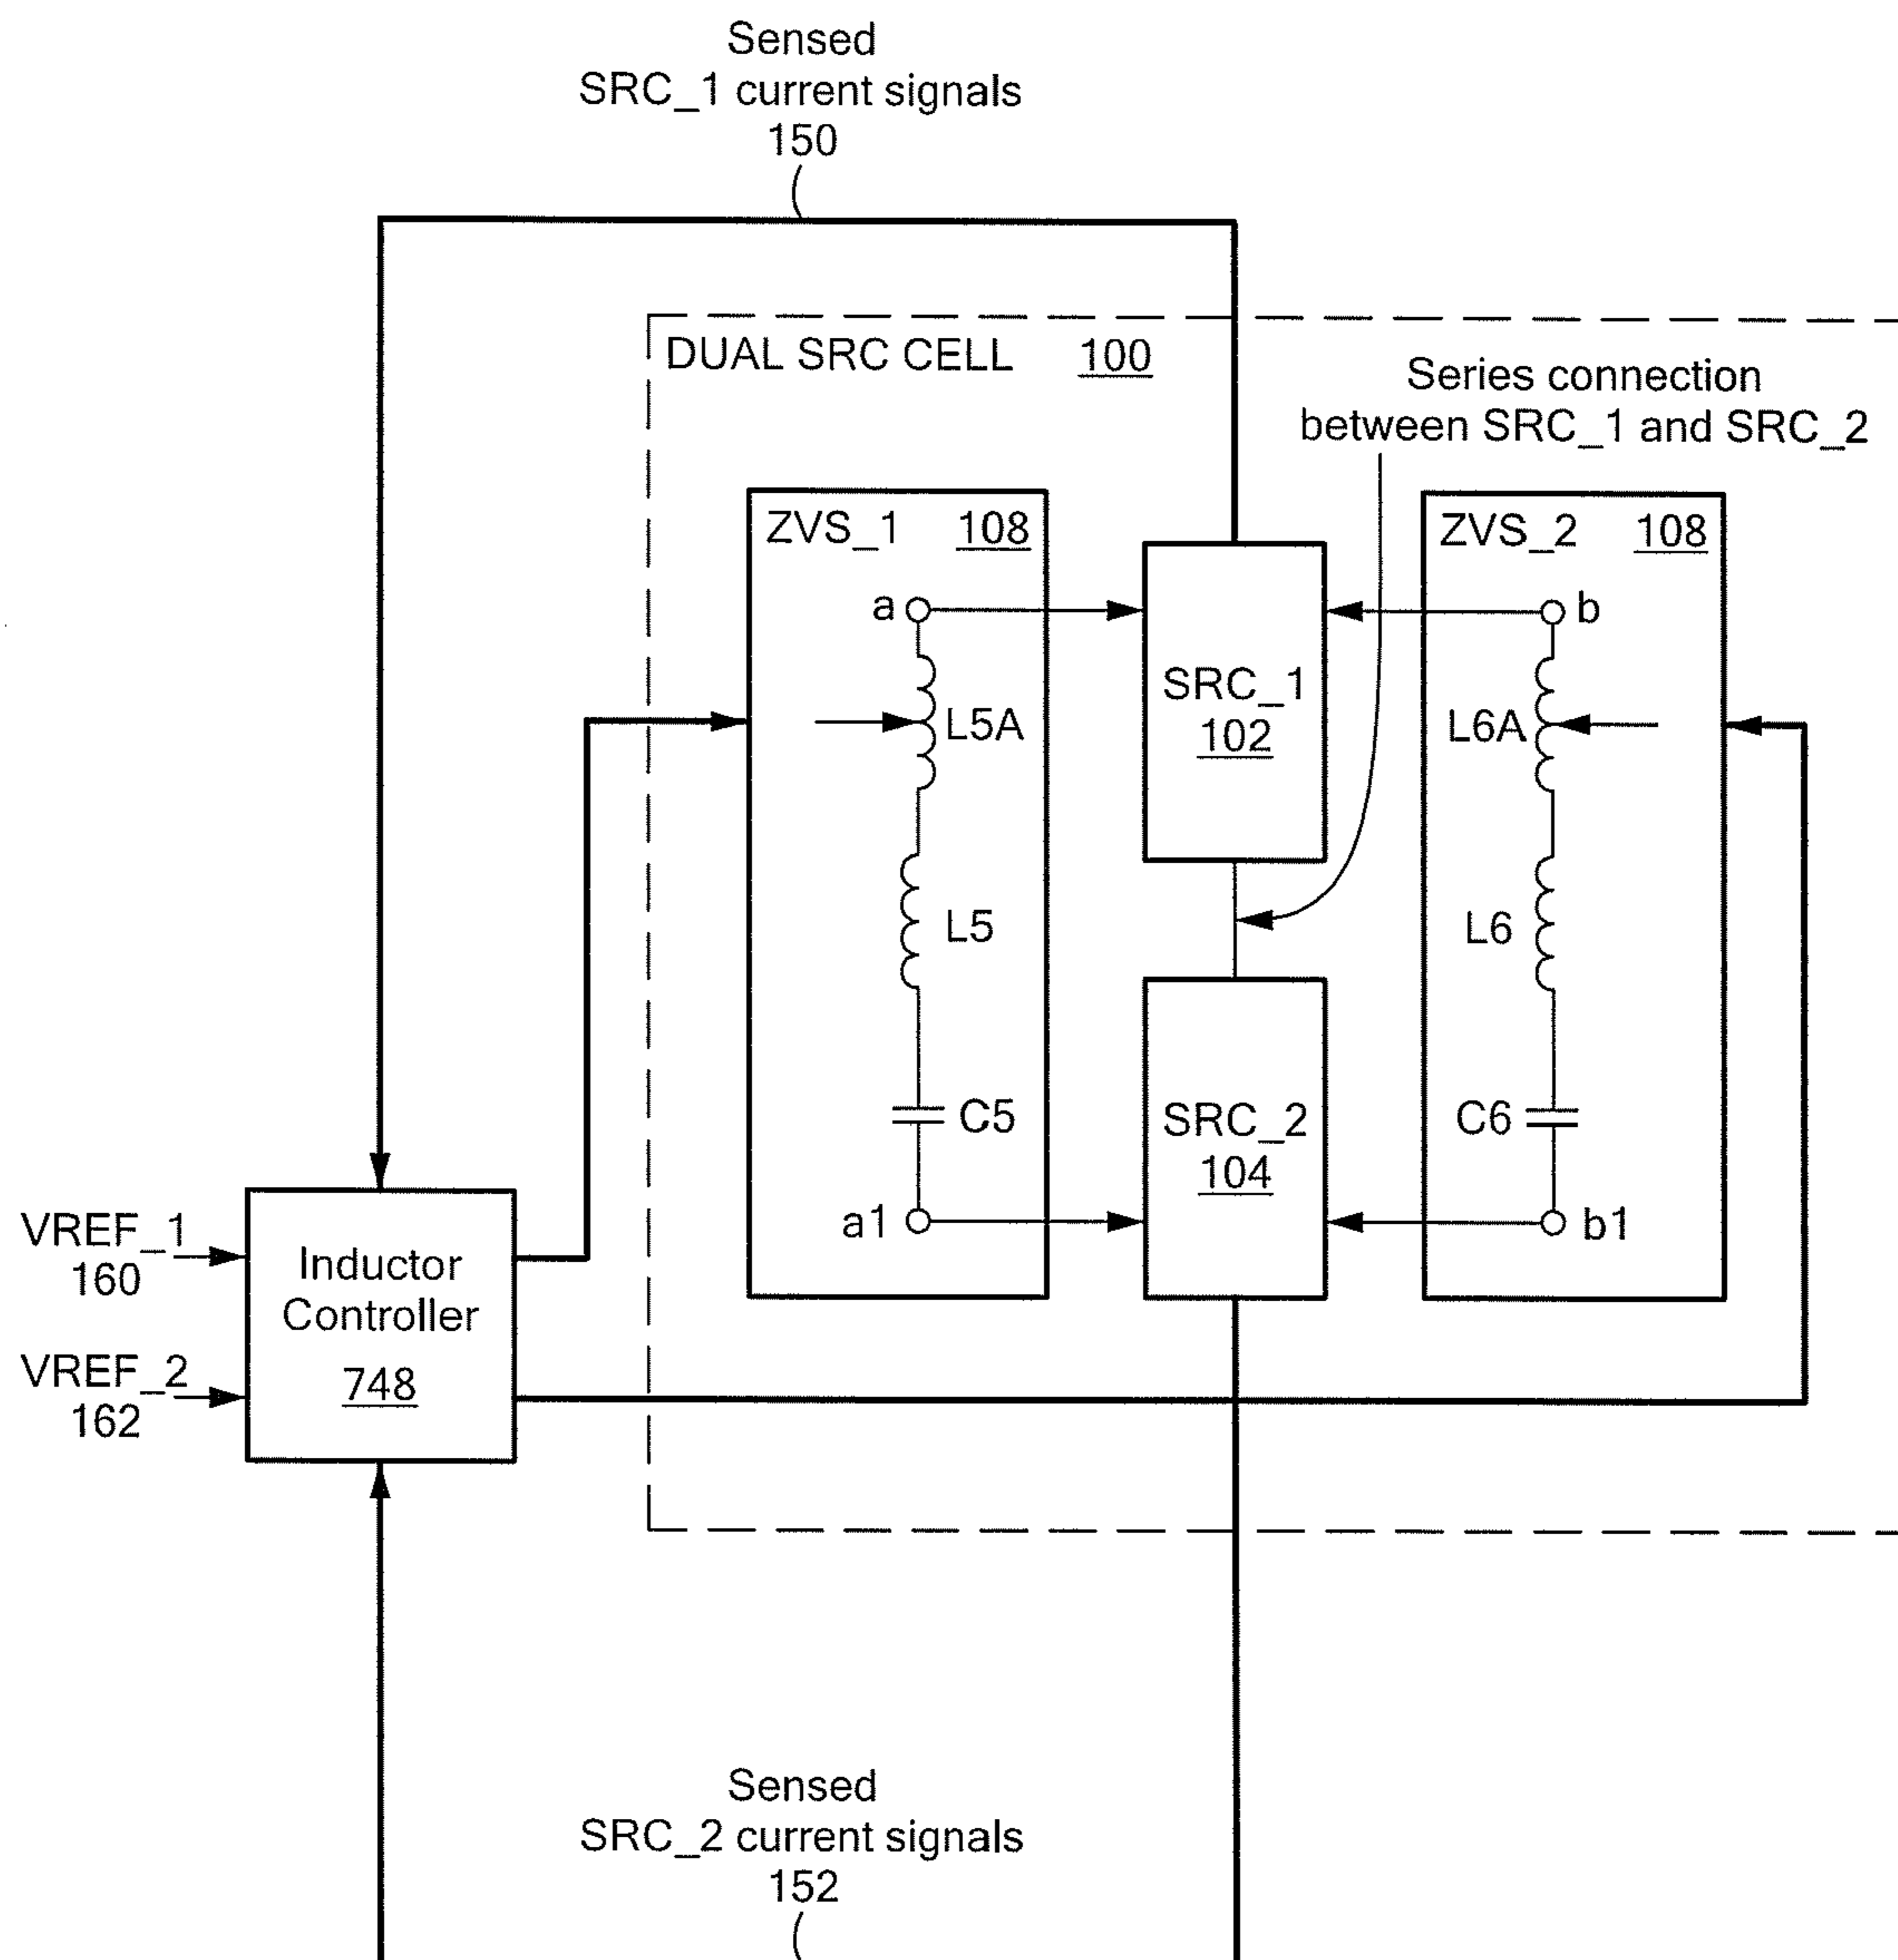 Sensed
SRC_1 current signals
150
DUAL SRC CELL 100
Series connection
between SRC_1 and SRC_2
ZVS_1 108
ZVS_2 108
a
b
SRC_1
102
L5A
L6A
L5
L6
C5
C6
SRC_2
104
a1
b1
VREF_1
160
Inductor
Controller
748
VREF_2
162
Sensed
SRC_2 current signals
152